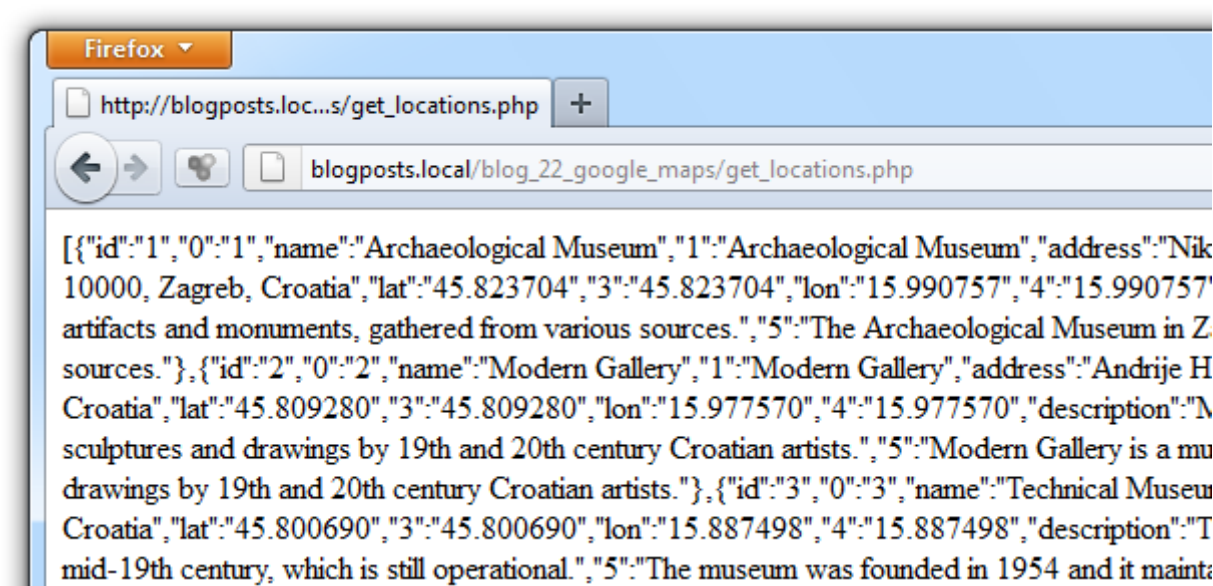 Firefox
http://blogposts.loc...s/get_locations.php
blogposts.local/blog_22_google_maps/get_locations.php
[{"id":"1","0":"1","name":"Archaeological Museum","1":"Archaeological Museum","address":"Nik
10000, Zagreb, Croatia","lat":"45.823704","3":"45.823704","lon":"15.990757","4":"15.990757"
artifacts and monuments, gathered from various sources.","5":"The Archaeological Museum in Z
sources."},{"id":"2","0":"2","name":"Modern Gallery","1":"Modern Gallery","address":"Andrije H
Croatia","lat":"45.809280","3":"45.809280","lon":"15.977570","4":"15.977570","description":"M
sculptures and drawings by 19th and 20th century Croatian artists.","5":"Modern Gallery is a mu
drawings by 19th and 20th century Croatian artists."},{"id":"3","0":"3","name":"Technical Museu
Croatia","lat":"45.800690","3":"45.800690","lon":"15.887498","4":"15.887498","description":"T
mid-19th century, which is still operational.","5":"The museum was founded in 1954 and it mainta